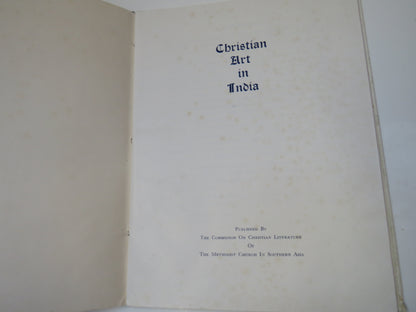 Christian
Art
in
India
Published By
The Commission On Christian Literature
Of
The Methodist Church In Southern Asia